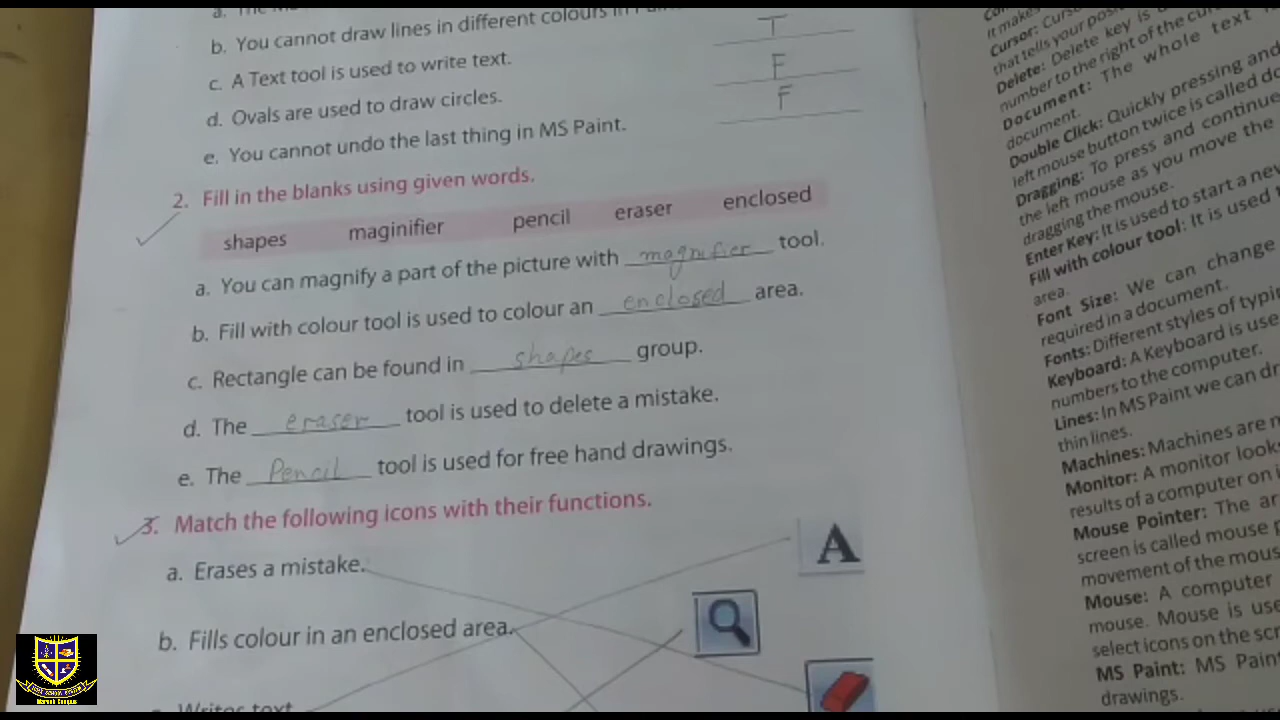 b. You cannot draw lines in different colours in
c. A Text tool is used to write text. T
d. Ovals are used to draw circles. F
e. You cannot undo the last thing in MS Paint. F
2. Fill in the blanks using given words.
shapes maginifier pencil eraser enclosed
a. You can magnify a part of the picture with magnifier tool.
b. Fill with colour tool is used to colour an enclosed area.
c. Rectangle can be found in shapes group.
d. The eraser tool is used to delete a mistake.
e. The Pencil tool is used for free hand drawings.
3. Match the following icons with their functions.
a. Erases a mistake.
A
b. Fills colour in an enclosed area.
Writes text
it makes
Cursor: Curs
that tells your posi
Delete: Delete key is
number to the right of the cur
Document: The whole text
document.
Double Click: Quickly pressing and
left mouse button twice is called do
Dragging: To press and continue
the left mouse as you move the
dragging the mouse.
Enter Key: It is used to start a new
Fill with colour tool: It is used
area.
Font Size: We can change
required in a document.
Fonts: Different styles of typi
Keyboard: A Keyboard is use
numbers to the computer.
Lines: In MS Paint we can dr
thin lines.
Machines: Machines are
Monitor: A monitor look
results of a computer on
Mouse Pointer: The ar
screen is called mouse p
movement of the mous
Mouse: A computer
mouse. Mouse is use
select icons on the scr
MS Paint: MS Pain
drawings.